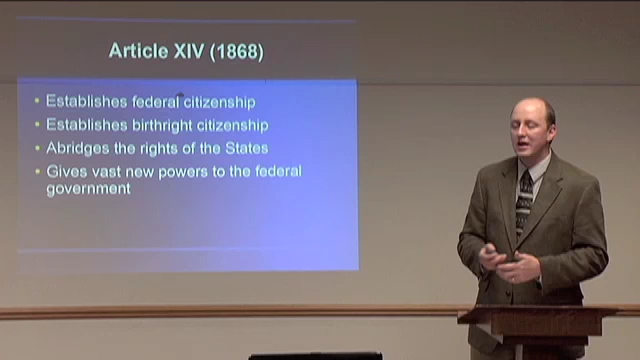 Article XIV (1868)
• Establishes federal citizenship
• Establishes birthright citizenship
• Abridges the rights of the States
• Gives vast new powers to the federal
government